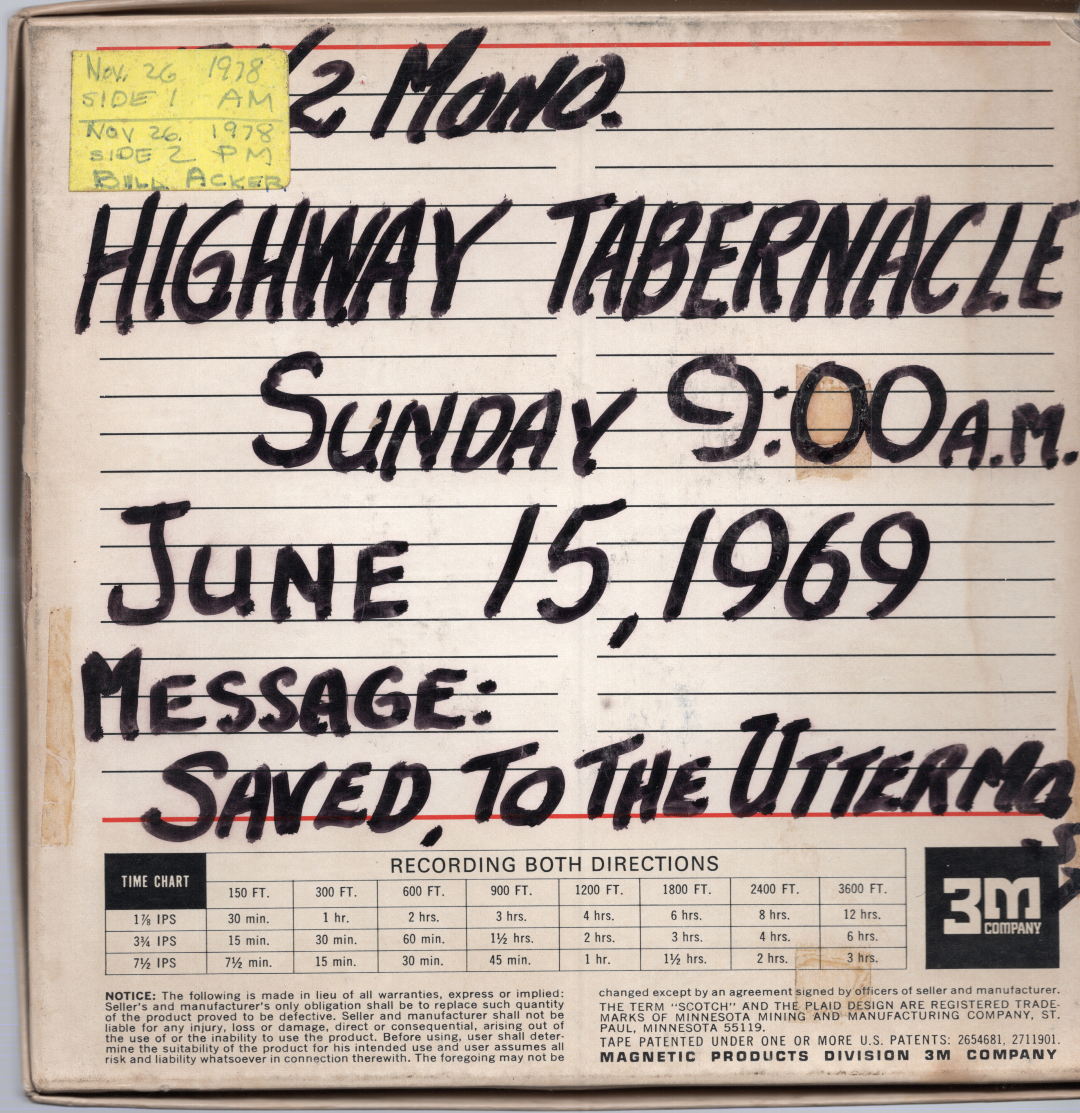 Nov. 26 1978
SIDE 1 AM
NOV 26. 1978
SIDE 2 PM
BILL ACKER
/2 MONO.
HIGHWAY TABERNACLE
SUNDAY 9:00 A.M.
JUNE 15, 1969
MESSAGE:
SAVED, TO THE UTTERMO
S
TIME CHART
RECORDING BOTH DIRECTIONS
150 FT. 300 FT. 600 FT. 900 FT. 1200 FT. 1800 FT. 2400 FT. 3600 FT.
1⅞ IPS 30 min. 1 hr. 2 hrs. 3 hrs. 4 hrs. 6 hrs. 8 hrs. 12 hrs.
3¾ IPS 15 min. 30 min. 60 min. 1½ hrs. 2 hrs. 3 hrs. 4 hrs. 6 hrs.
7½ IPS 7½ min. 15 min. 30 min. 45 min. 1 hr. 1½ hrs. 2 hrs. 3 hrs.
3M
COMPANY
NOTICE: The following is made in lieu of all warranties, express or implied:
Seller's and manufacturer's only obligation shall be to replace such quantity
of the product proved to be defective. Seller and manufacturer shall not be
liable for any injury, loss or damage, direct or consequential, arising out of
the use of or the inability to use the product. Before using, user shall deter-
mine the suitability of the product for his intended use and user assumes all
risk and liability whatsoever in connection therewith. The foregoing may not be
changed except by an agreement signed by officers of seller and manufacturer.
THE TERM "SCOTCH" AND THE PLAID DESIGN ARE REGISTERED TRADE-
MARKS OF MINNESOTA MINING AND MANUFACTURING COMPANY, ST.
PAUL, MINNESOTA 55119.
TAPE PATENTED UNDER ONE OR MORE U.S. PATENTS: 2654681, 2711901.
MAGNETIC PRODUCTS DIVISION 3M COMPANY